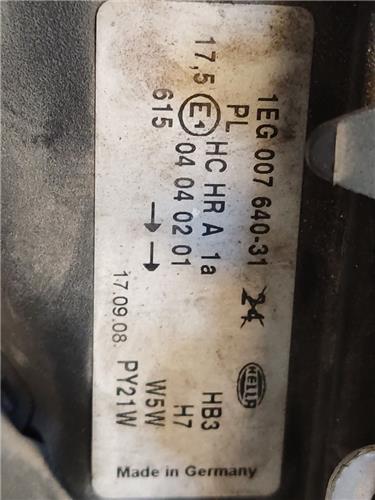 1EG 007 640-31 24
PL
17,5 E1 HC HR A 1a
615 04 04 02 01
→ →
17.09.08
HELLA
HB3
H7
W5W
PY21W
Made in Germany